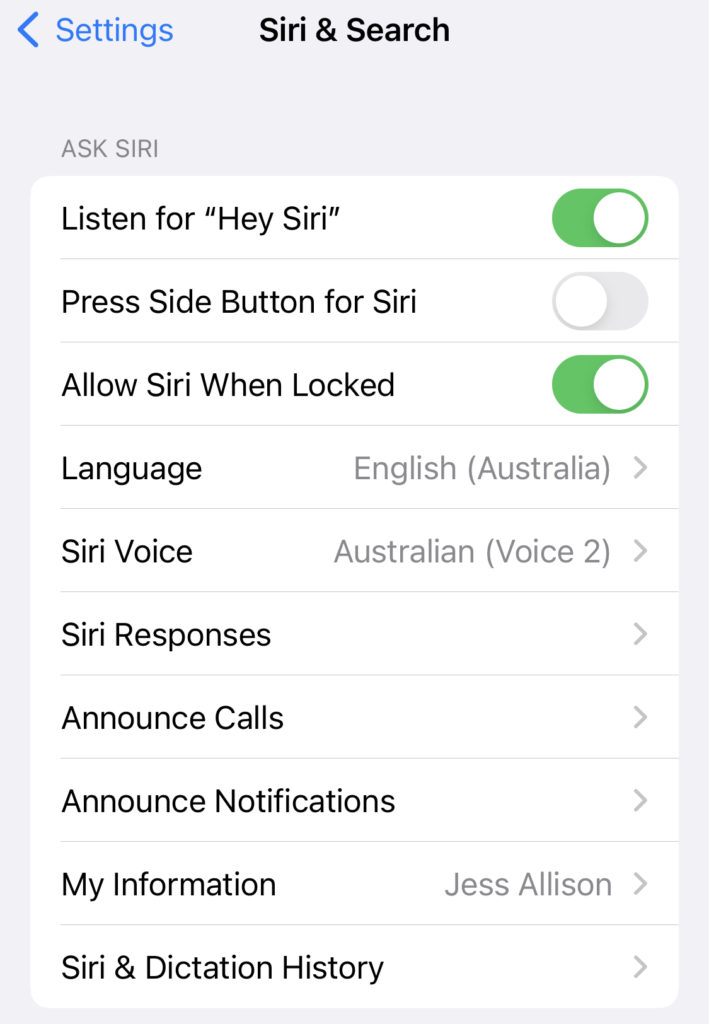 Settings
Siri & Search
ASK SIRI
Listen for “Hey Siri”
Press Side Button for Siri
Allow Siri When Locked
Language English (Australia)
Siri Voice Australian (Voice 2)
Siri Responses
Announce Calls
Announce Notifications
My Information Jess Allison
Siri & Dictation History